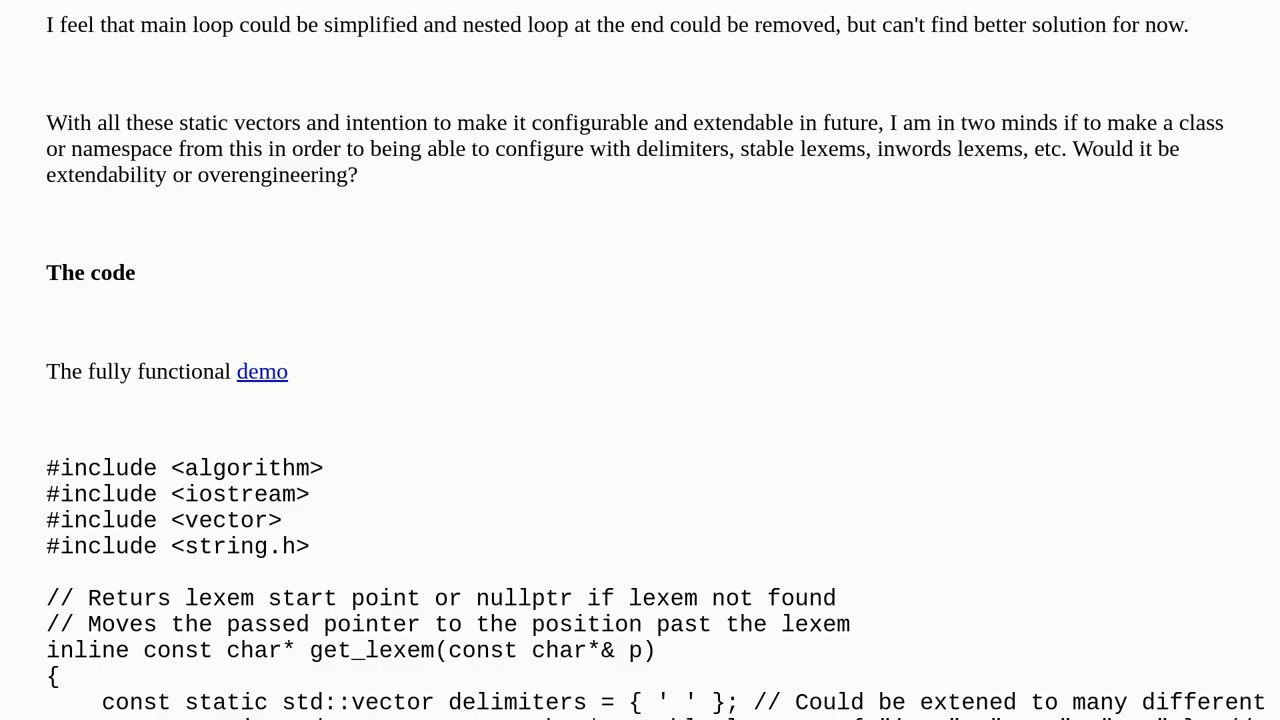 I feel that main loop could be simplified and nested loop at the end could be removed, but can't find better solution for now.
With all these static vectors and intention to make it configurable and extendable in future, I am in two minds if to make a class
or namespace from this in order to being able to configure with delimiters, stable lexems, inwords lexems, etc. Would it be
extendability or overengineering?
The code
The fully functional demo
#include <algorithm>
#include <iostream>
#include <vector>
#include <string.h>
// Returs lexem start point or nullptr if lexem not found
// Moves the passed pointer to the position past the lexem
inline const char* get_lexem(const char*& p)
{
    const static std::vector delimiters = { ' ' }; // Could be extened to many different